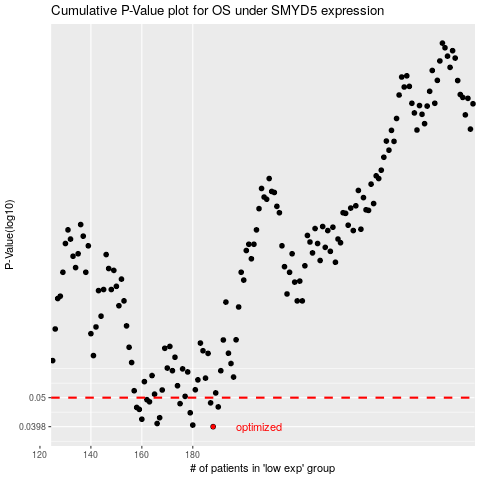 Cumulative P-Value plot for OS under SMYD5 expression
P-Value(log10)
0.05
0.0398
optimized
120 140 160 180
# of patients in 'low exp' group